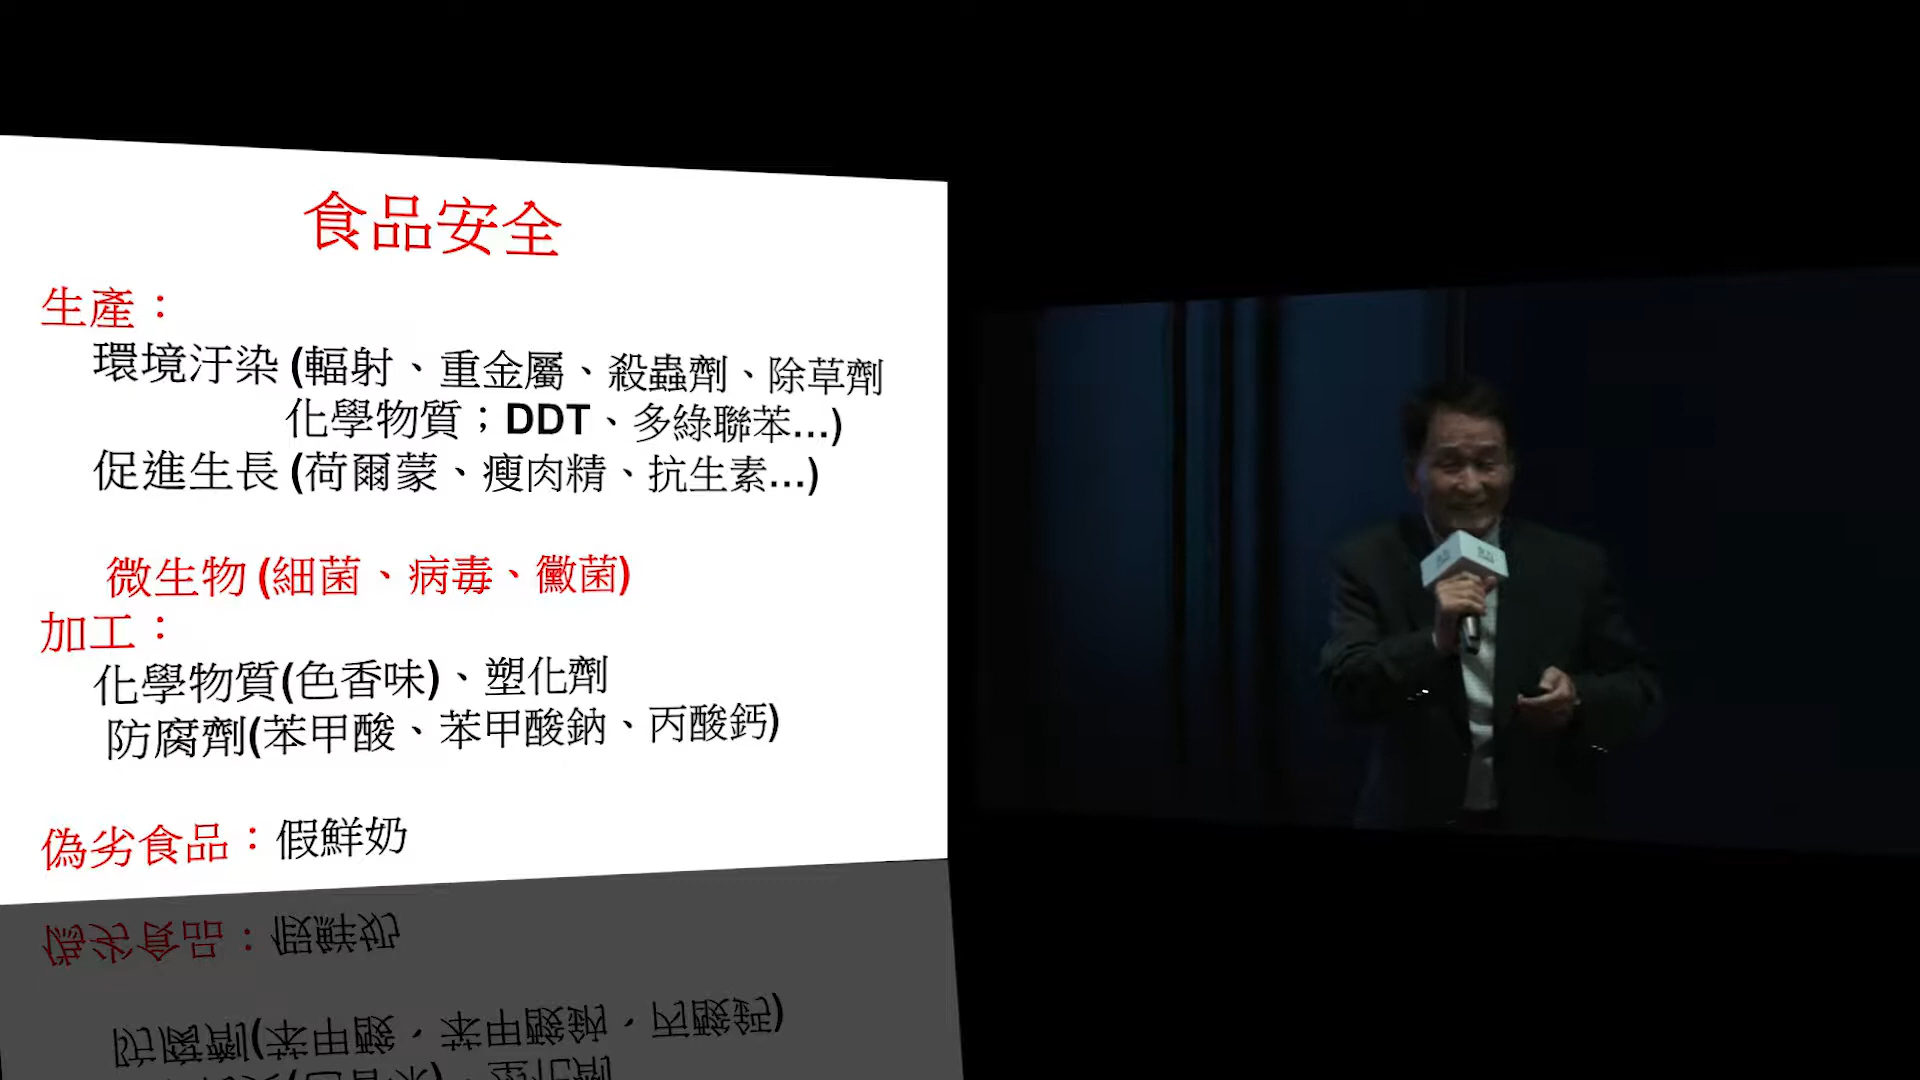 食品安全
生產：
環境汙染 (輻射、重金屬、殺蟲劑、除草劑
化學物質；DDT、多綠聯苯...)
促進生長 (荷爾蒙、瘦肉精、抗生素...)
微生物 (細菌、病毒、黴菌)
加工：
化學物質(色香味)、塑化劑
防腐劑(苯甲酸、苯甲酸鈉、丙酸鈣)
偽劣食品：假鮮奶